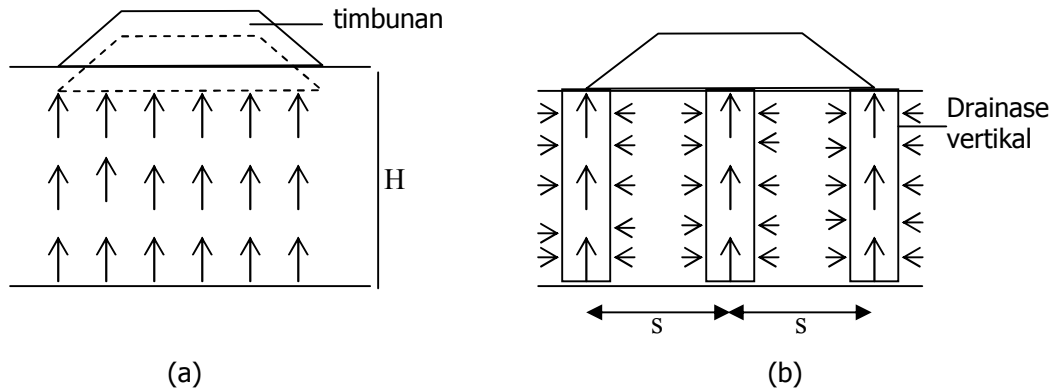 timbunan
H
(a)
Drainase
vertikal
s
s
(b)